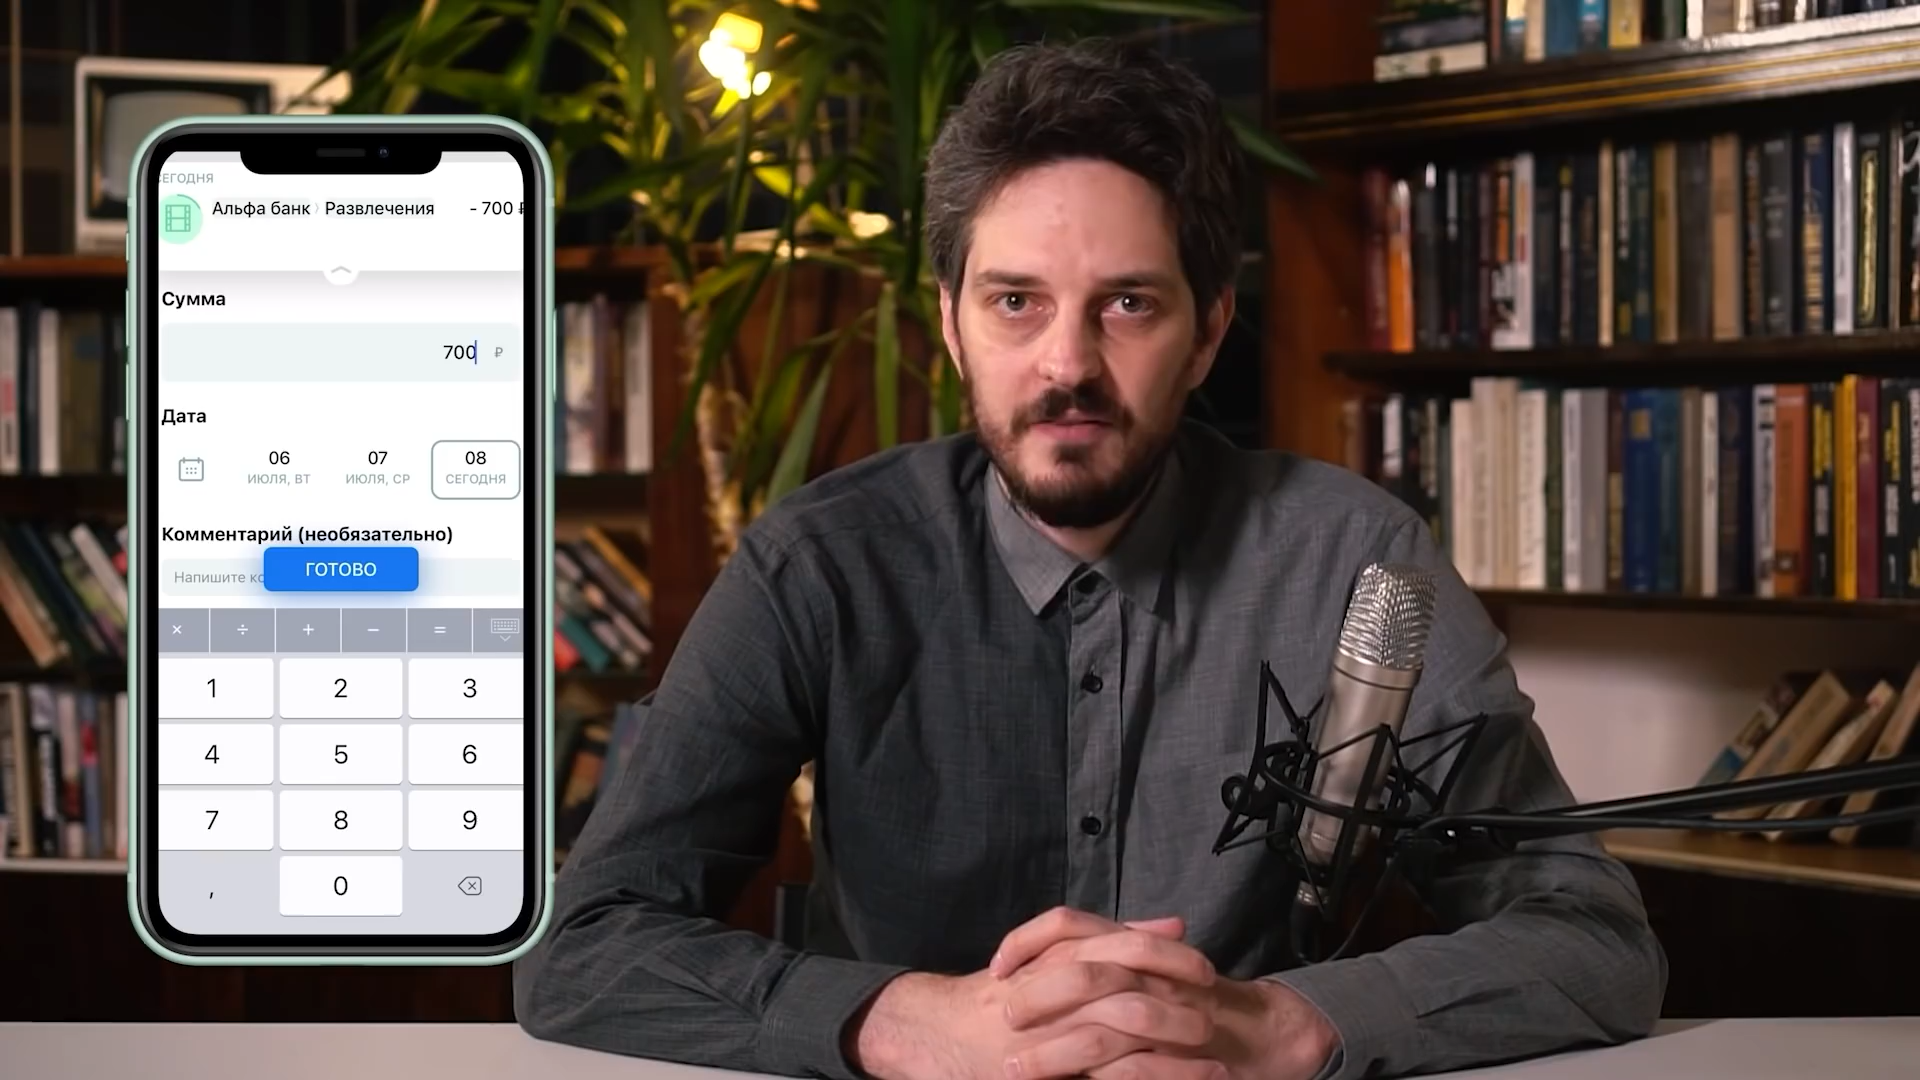 СЕГОДНЯ
Альфа банк › Развлечения - 700 ₽
Сумма
700 ₽
Дата
06 07 08
ИЮЛЯ, ВТ ИЮЛЯ, СР СЕГОДНЯ
Комментарий (необязательно)
Напишите
ГОТОВО
× ÷ + − =
1 2 3
4 5 6
7 8 9
, 0